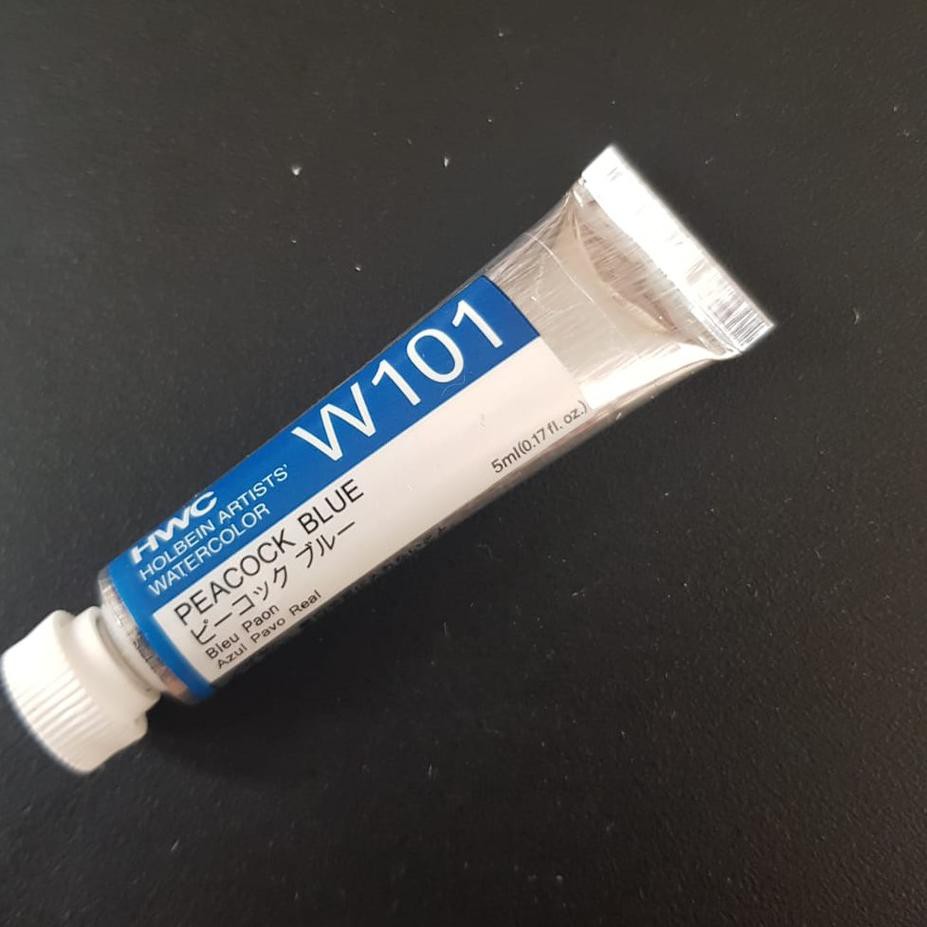 W101
HWC
HOLBEIN ARTISTS'
WATERCOLOR
PEACOCK BLUE
ピーコック ブルー
Bleu Paon
Azul Pavo Real
5ml(0.17 fl. oz.)